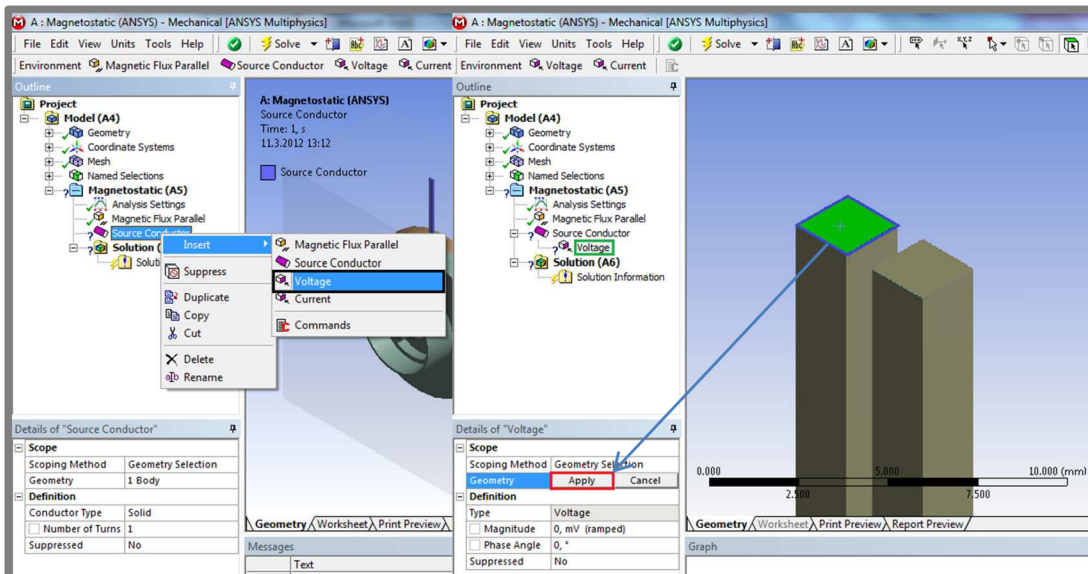 A : Magnetostatic (ANSYS) - Mechanical [ANSYS Multiphysics]
File Edit View Units Tools Help Solve
Environment Magnetic Flux Parallel Source Conductor Voltage Current
Outline
Project
Model (A4)
Geometry
Coordinate Systems
Mesh
Named Selections
Magnetostatic (A5)
Analysis Settings
Magnetic Flux Parallel
Source Conductor
Solution (
Soluti
Insert
Suppress
Duplicate
Copy
Cut
Delete
Rename
Magnetic Flux Parallel
Source Conductor
Voltage
Current
Commands
A: Magnetostatic (ANSYS)
Source Conductor
Time: 1, s
11.3.2012 13:12
Source Conductor
Details of "Source Conductor"
Scope
Scoping Method Geometry Selection
Geometry 1 Body
Definition
Conductor Type Solid
Number of Turns 1
Suppressed No
Geometry Worksheet Print Preview
Messages
Text
A : Magnetostatic (ANSYS) - Mechanical [ANSYS Multiphysics]
File Edit View Units Tools Help Solve
Environment Voltage Current
Outline
Project
Model (A4)
Geometry
Coordinate Systems
Mesh
Named Selections
Magnetostatic (A5)
Analysis Settings
Magnetic Flux Parallel
Source Conductor
Voltage
Solution (A6)
Solution Information
Details of "Voltage"
Scope
Scoping Method Geometry Selection
Geometry Apply Cancel
Definition
Type Voltage
Magnitude 0, mV (ramped)
Phase Angle 0, °
Suppressed No
0.000 5.000 10.000 (mm)
2.500 7.500
Geometry Worksheet Print Preview Report Preview
Graph